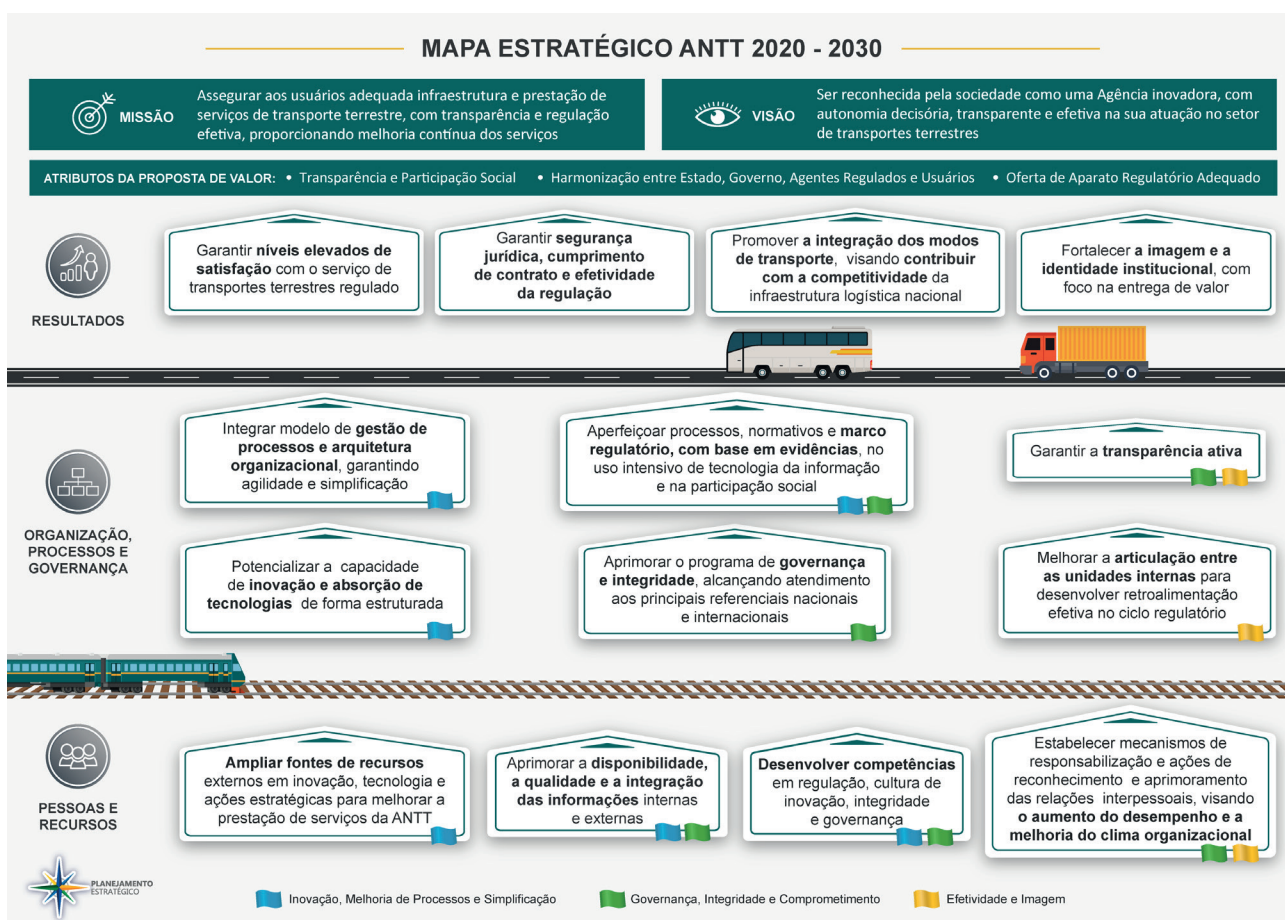 MAPA ESTRATÉGICO ANTT 2020 - 2030
MISSÃO
Assegurar aos usuários adequada infraestrutura e prestação de
serviços de transporte terrestre, com transparência e regulação
efetiva, proporcionando melhoria contínua dos serviços
VISÃO
Ser reconhecida pela sociedade como uma Agência inovadora, com
autonomia decisória, transparente e efetiva na sua atuação no setor
de transportes terrestres
ATRIBUTOS DA PROPOSTA DE VALOR: • Transparência e Participação Social • Harmonização entre Estado, Governo, Agentes Regulados e Usuários • Oferta de Aparato Regulatório Adequado
RESULTADOS
Garantir níveis elevados de
satisfação com o serviço de
transportes terrestres regulado
Garantir segurança
jurídica, cumprimento
de contrato e efetividade
da regulação
Promover a integração dos modos
de transporte, visando contribuir
com a competitividade da
infraestrutura logística nacional
Fortalecer a imagem e a
identidade institucional, com
foco na entrega de valor
ORGANIZAÇÃO,
PROCESSOS E
GOVERNANÇA
Integrar modelo de gestão de
processos e arquitetura
organizacional, garantindo
agilidade e simplificação
Aperfeiçoar processos, normativos e marco
regulatório, com base em evidências, no
uso intensivo de tecnologia da informação
e na participação social
Garantir a transparência ativa
Potencializar a capacidade
de inovação e absorção de
tecnologias de forma estruturada
Aprimorar o programa de governança
e integridade, alcançando atendimento
aos principais referenciais nacionais
e internacionais
Melhorar a articulação entre
as unidades internas para
desenvolver retroalimentação
efetiva no ciclo regulatório
PESSOAS E
RECURSOS
Ampliar fontes de recursos
externos em inovação, tecnologia e
ações estratégicas para melhorar a
prestação de serviços da ANTT
Aprimorar a disponibilidade,
a qualidade e a integração
das informações internas
e externas
Desenvolver competências
em regulação, cultura de
inovação, integridade
e governança
Estabelecer mecanismos de
responsabilização e ações de
reconhecimento e aprimoramento
das relações interpessoais, visando
o aumento do desempenho e a
melhoria do clima organizacional
PLANEJAMENTO
ESTRATÉGICO
Inovação, Melhoria de Processos e Simplificação
Governança, Integridade e Comprometimento
Efetividade e Imagem